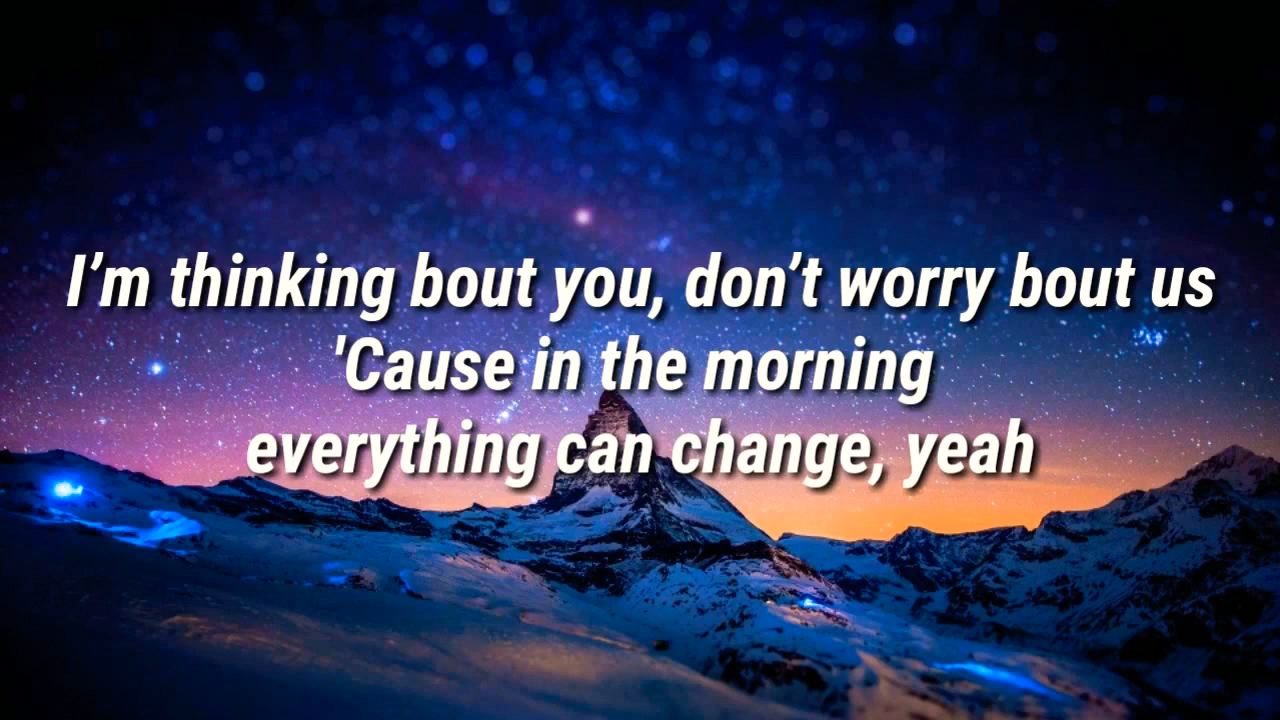 I’m thinking bout you, don’t worry bout us
'Cause in the morning
everything can change, yeah